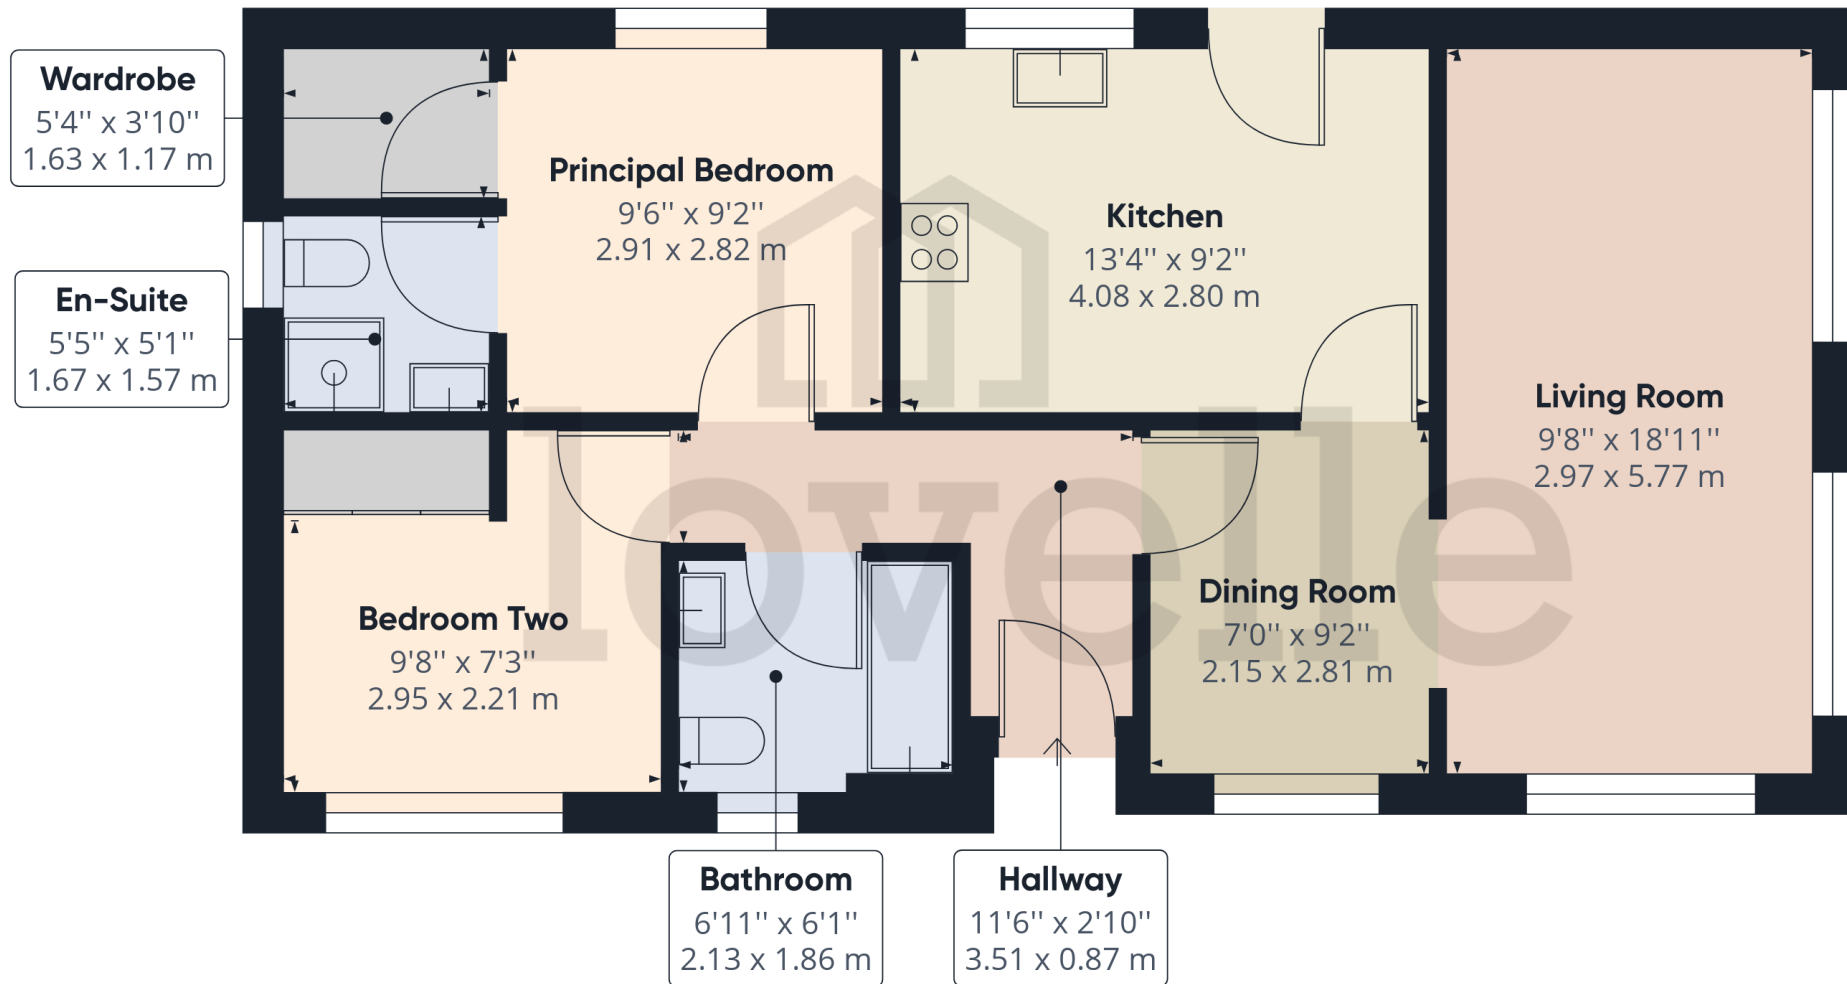 Wardrobe
5'4'' x 3'10''
1.63 x 1.17 m
Principal Bedroom
9'6'' x 9'2''
2.91 x 2.82 m
Kitchen
13'4'' x 9'2''
4.08 x 2.80 m
En-Suite
5'5'' x 5'1''
1.67 x 1.57 m
Living Room
9'8'' x 18'11''
2.97 x 5.77 m
lovelle
Bedroom Two
9'8'' x 7'3''
2.95 x 2.21 m
Dining Room
7'0'' x 9'2''
2.15 x 2.81 m
Bathroom
6'11'' x 6'1''
2.13 x 1.86 m
Hallway
11'6'' x 2'10''
3.51 x 0.87 m